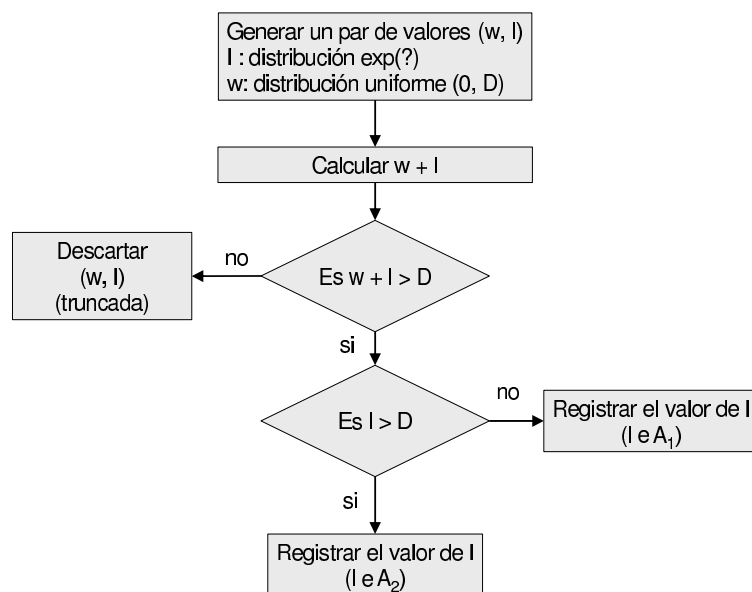 Generar un par de valores (w, l)
l : distribución exp(?)
w: distribución uniforme (0, D)
Calcular w + l
Es w + l > D
no
Descartar
(w, l)
(truncada)
si
Es l > D
no
Registrar el valor de l
(l e A₁)
si
Registrar el valor de l
(l e A₂)